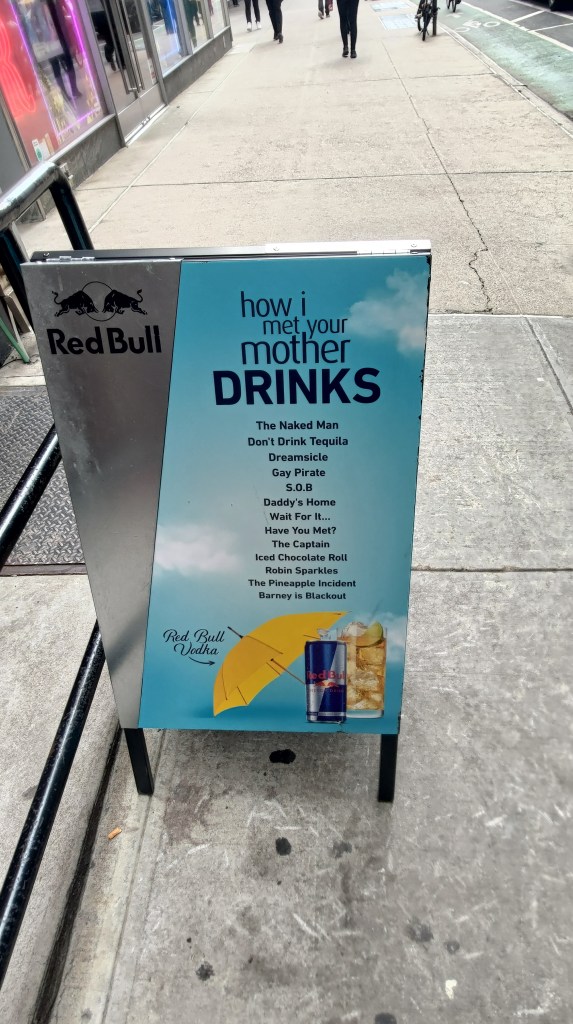 Red Bull
how i
met your
mother
DRINKS
The Naked Man
Don't Drink Tequila
Dreamsicle
Gay Pirate
S.O.B
Daddy's Home
Wait For It...
Have You Met?
The Captain
Iced Chocolate Roll
Robin Sparkles
The Pineapple Incident
Barney is Blackout
Red Bull
Vodka
Red Bull